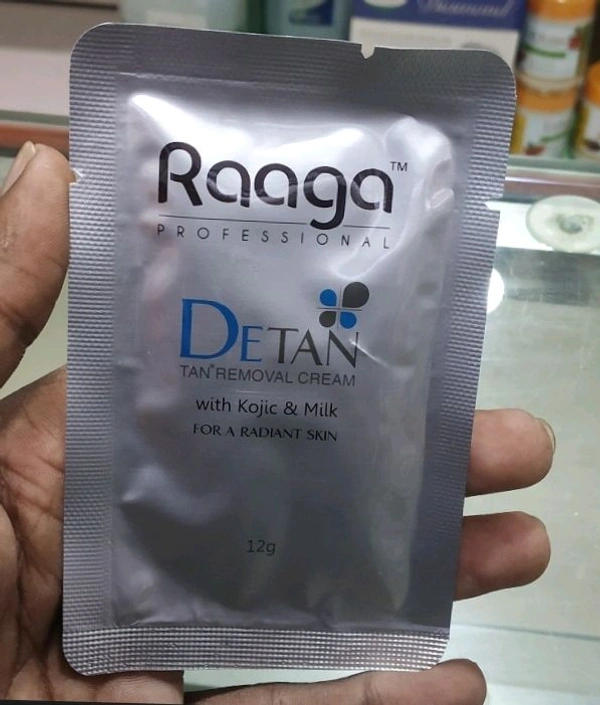 Raaga™
PROFESSIONAL
DETAN
TAN REMOVAL CREAM
with Kojic & Milk
FOR A RADIANT SKIN
12g